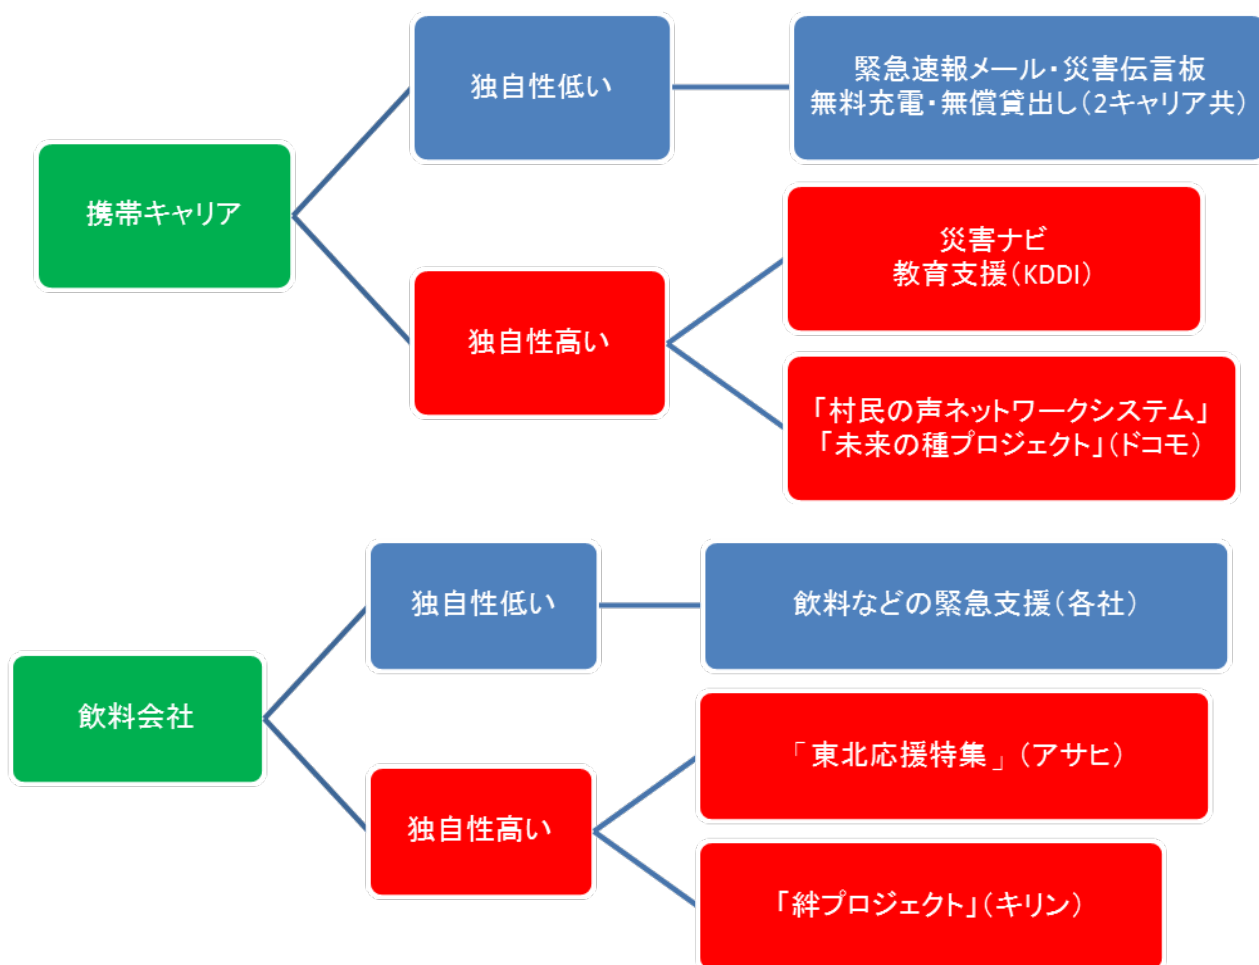 携帯キャリア
独自性低い
緊急速報メール・災害伝言板
無料充電・無償貸出し(2キャリア共)
独自性高い
災害ナビ
教育支援(KDDI)
「村民の声ネットワークシステム」
「未来の種プロジェクト」(ドコモ)
飲料会社
独自性低い
飲料などの緊急支援(各社)
独自性高い
「東北応援特集」(アサヒ)
「絆プロジェクト」(キリン)